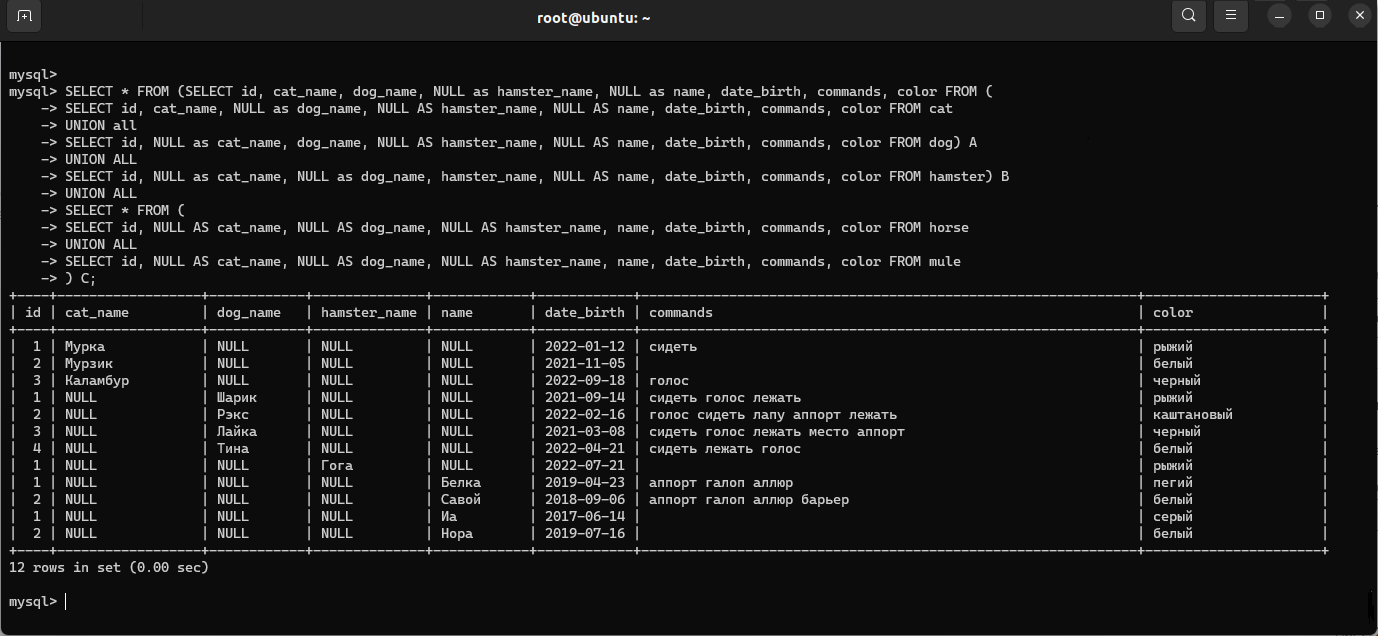 root@ubuntu: ~
mysql>
mysql> SELECT * FROM (SELECT id, cat_name, dog_name, NULL as hamster_name, NULL as name, date_birth, commands, color FROM (
    -> SELECT id, cat_name, NULL as dog_name, NULL AS hamster_name, NULL AS name, date_birth, commands, color FROM cat
    -> UNION all
    -> SELECT id, NULL as cat_name, dog_name, NULL AS hamster_name, NULL AS name, date_birth, commands, color FROM dog) A
    -> UNION ALL
    -> SELECT id, NULL as cat_name, NULL as dog_name, hamster_name, NULL AS name, date_birth, commands, color FROM hamster) B
    -> UNION ALL
    -> SELECT * FROM (
    -> SELECT id, NULL AS cat_name, NULL AS dog_name, NULL AS hamster_name, name, date_birth, commands, color FROM horse
    -> UNION ALL
    -> SELECT id, NULL AS cat_name, NULL AS dog_name, NULL AS hamster_name, name, date_birth, commands, color FROM mule
    -> ) C;
| id | cat_name | dog_name | hamster_name | name | date_birth | commands | color |
| 1 | Мурка | NULL | NULL | NULL | 2022-01-12 | сидеть | рыжий |
| 2 | Мурзик | NULL | NULL | NULL | 2021-11-05 | | белый |
| 3 | Каламбур | NULL | NULL | NULL | 2022-09-18 | голос | черный |
| 1 | NULL | Шарик | NULL | NULL | 2021-09-14 | сидеть голос лежать | рыжий |
| 2 | NULL | Рэкс | NULL | NULL | 2022-02-16 | голос сидеть лапу аппорт лежать | каштановый |
| 3 | NULL | Лайка | NULL | NULL | 2021-03-08 | сидеть голос лежать место аппорт | черный |
| 4 | NULL | Тина | NULL | NULL | 2022-04-21 | сидеть лежать голос | белый |
| 1 | NULL | NULL | Гога | NULL | 2022-07-21 | | рыжий |
| 1 | NULL | NULL | NULL | Белка | 2019-04-23 | аппорт галоп аллюр | пегий |
| 2 | NULL | NULL | NULL | Савой | 2018-09-06 | аппорт галоп аллюр барьер | белый |
| 1 | NULL | NULL | NULL | Иа | 2017-06-14 | | серый |
| 2 | NULL | NULL | NULL | Нора | 2019-07-16 | | белый |
12 rows in set (0.00 sec)
mysql>